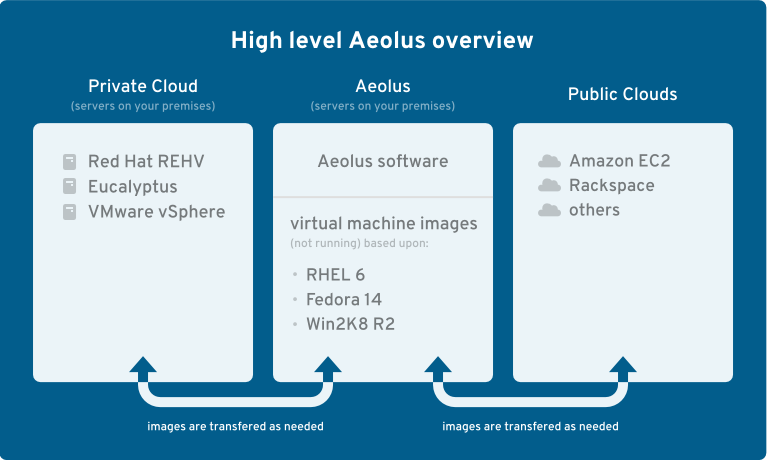 High level Aeolus overview
Private Cloud
(servers on your premises)
Red Hat REHV
Eucalyptus
VMware vSphere
Aeolus
(servers on your premises)
Aeolus software
virtual machine images
(not running) based upon:
• RHEL 6
• Fedora 14
• Win2K8 R2
Public Clouds
Amazon EC2
Rackspace
others
images are transfered as needed
images are transfered as needed